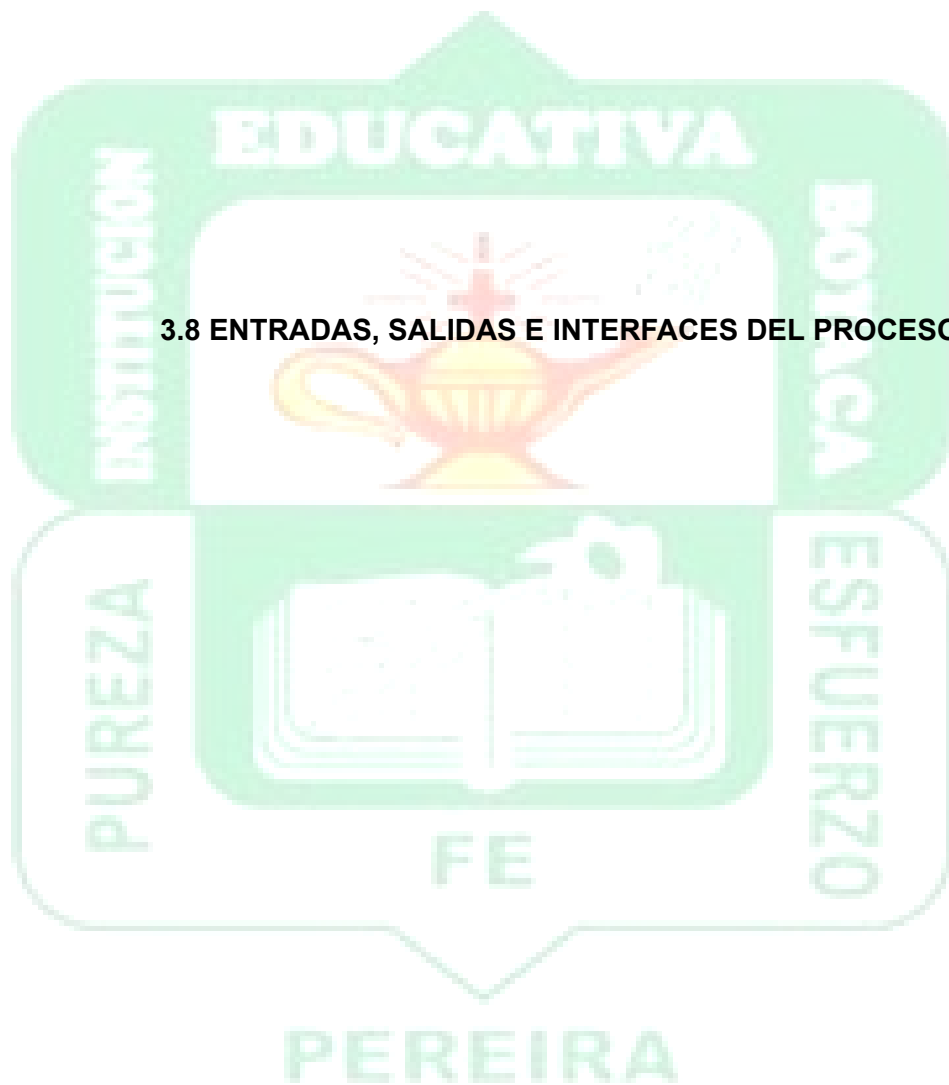 EDUCATIVA
INSTITUCION
BOYACA
3.8 ENTRADAS, SALIDAS E INTERFACES DEL PROCESO
PUREZA
ESFUERZO
FE
PEREIRA